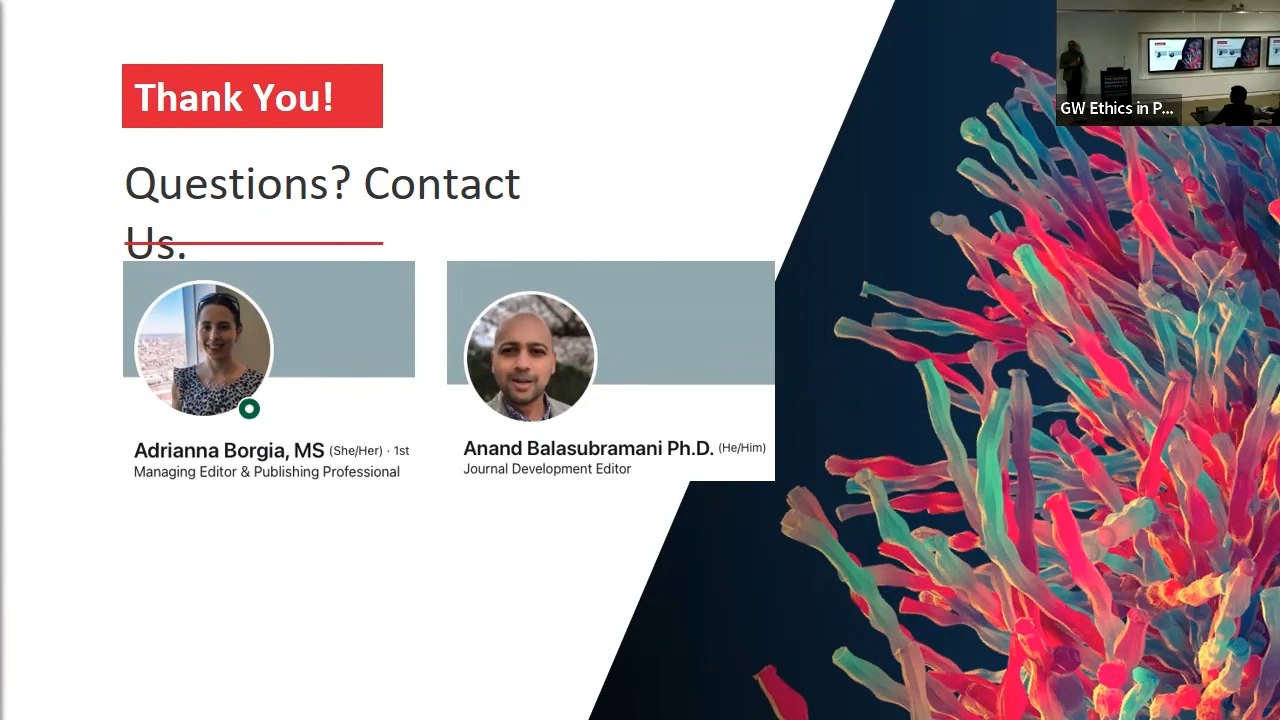 Thank You!
Questions? Contact
Us.
Adrianna Borgia, MS (She/Her) · 1st
Managing Editor & Publishing Professional
Anand Balasubramani Ph.D. (He/Him)
Journal Development Editor
GW Ethics in P...